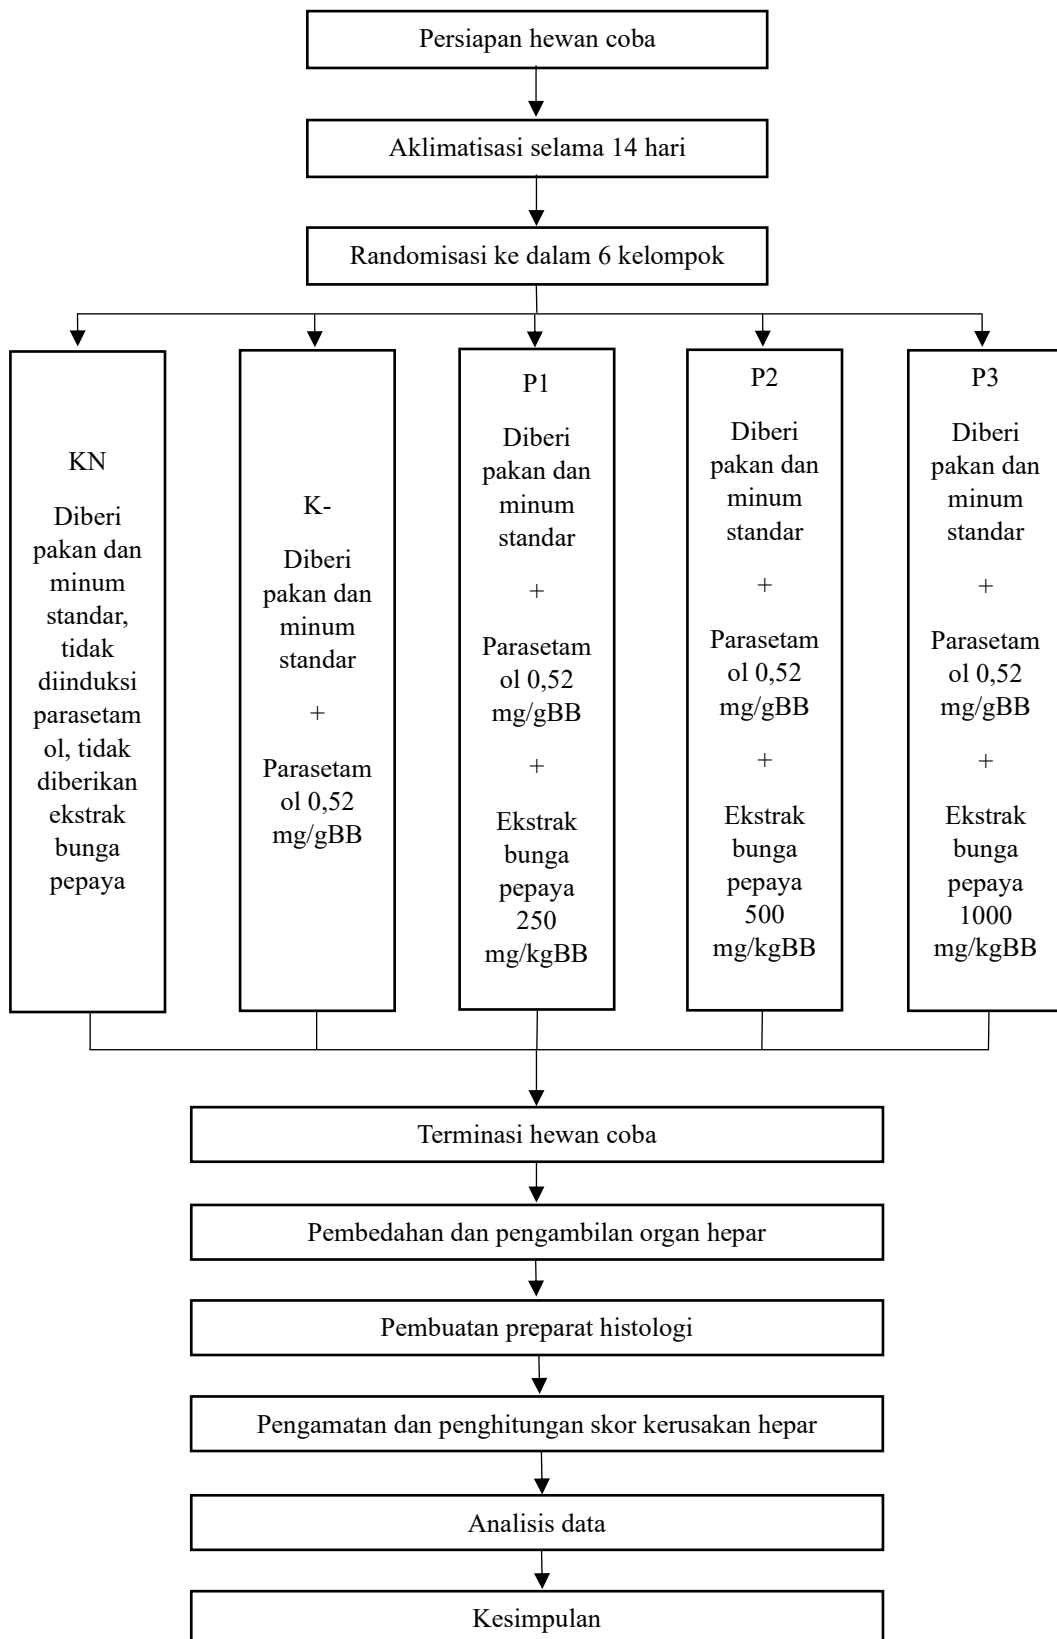 Persiapan hewan coba
Aklimatisasi selama 14 hari
Randomisasi ke dalam 6 kelompok
KN
Diberi
pakan dan
minum
standar,
tidak
diinduksi
parasetam
ol, tidak
diberikan
ekstrak
bunga
pepaya
K-
Diberi
pakan dan
minum
standar
+
Parasetam
ol 0,52
mg/gBB
P1
Diberi
pakan dan
minum
standar
+
Parasetam
ol 0,52
mg/gBB
+
Ekstrak
bunga
pepaya
250
mg/kgBB
P2
Diberi
pakan dan
minum
standar
+
Parasetam
ol 0,52
mg/gBB
+
Ekstrak
bunga
pepaya
500
mg/kgBB
P3
Diberi
pakan dan
minum
standar
+
Parasetam
ol 0,52
mg/gBB
+
Ekstrak
bunga
pepaya
1000
mg/kgBB
Terminasi hewan coba
Pembedahan dan pengambilan organ hepar
Pembuatan preparat histologi
Pengamatan dan penghitungan skor kerusakan hepar
Analisis data
Kesimpulan